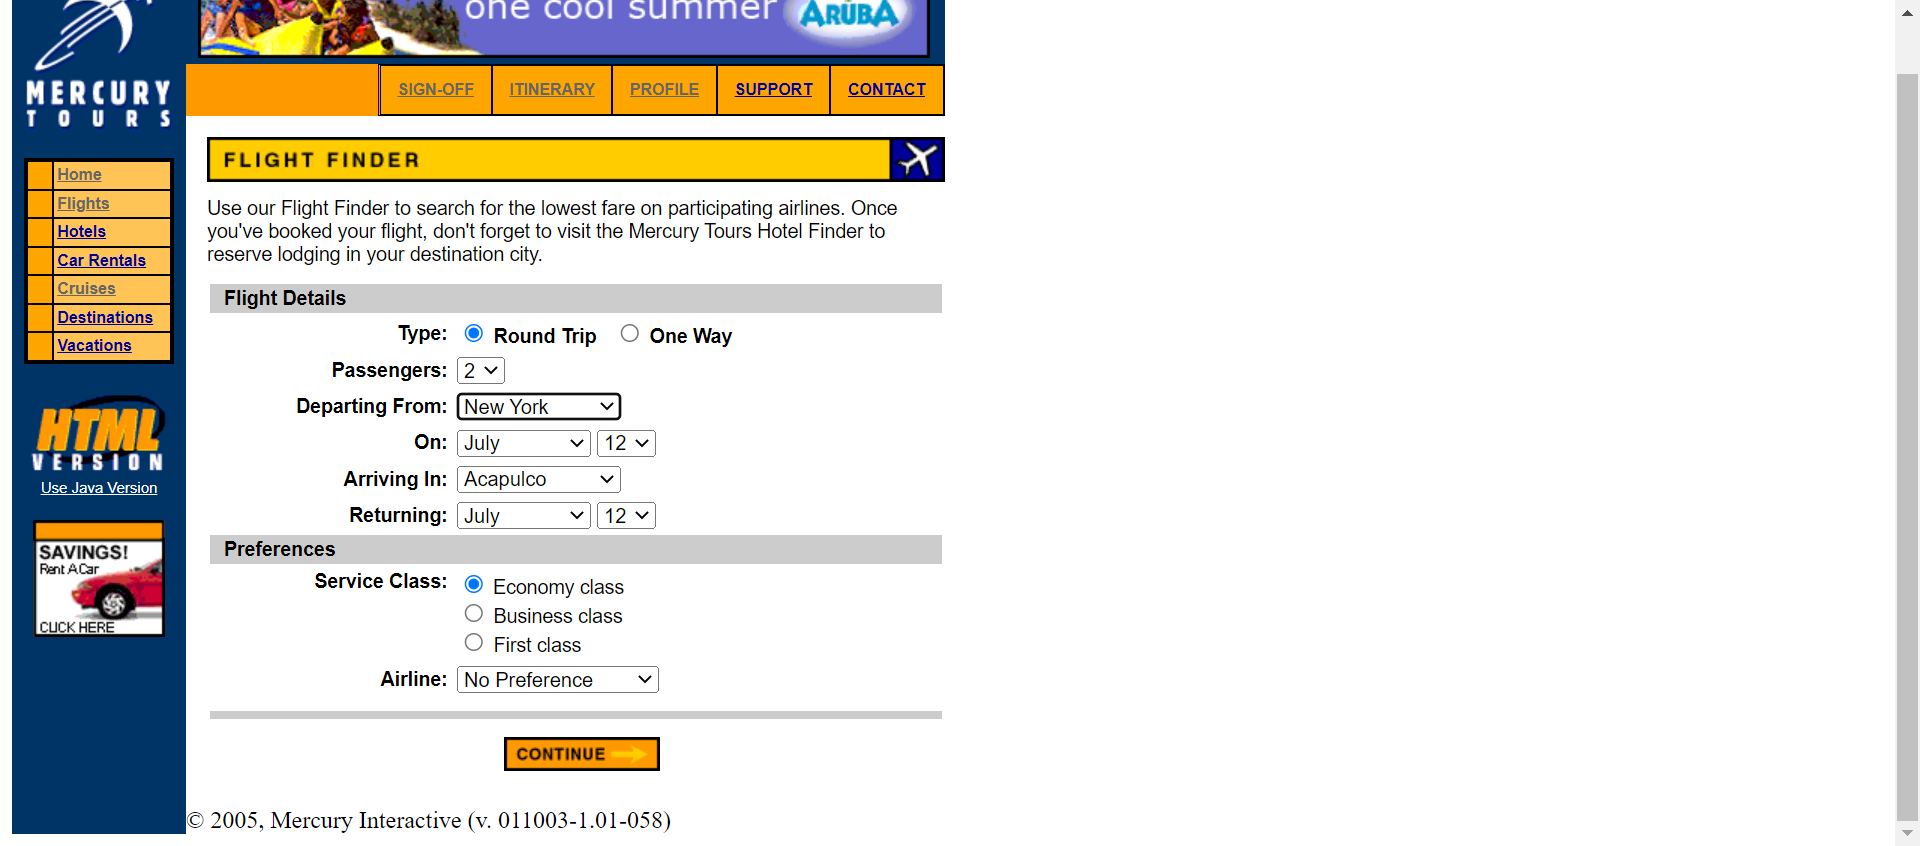 one cool summer
ARUBA
MERCURY
TOURS
SIGN-OFF ITINERARY PROFILE SUPPORT CONTACT
FLIGHT FINDER
Home
Flights
Hotels
Car Rentals
Cruises
Destinations
Vacations
Use our Flight Finder to search for the lowest fare on participating airlines. Once
you've booked your flight, don't forget to visit the Mercury Tours Hotel Finder to
reserve lodging in your destination city.
Flight Details
Type: Round Trip One Way
Passengers: 2
Departing From: New York
On: July 12
Arriving In: Acapulco
Returning: July 12
Preferences
Service Class: Economy class
Business class
First class
Airline: No Preference
CONTINUE
HTML
VERSION
Use Java Version
SAVINGS!
Rent A Car
CLICK HERE
© 2005, Mercury Interactive (v. 011003-1.01-058)